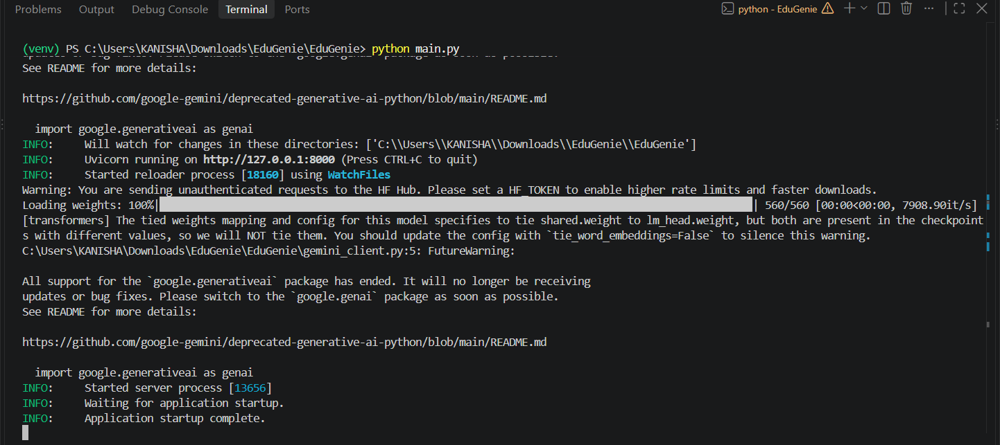 Problems Output Debug Console Terminal Ports python - EduGenie
(venv) PS C:\Users\KANISHA\Downloads\EduGenie\EduGenie> python main.py
See README for more details:
https://github.com/google-gemini/deprecated-generative-ai-python/blob/main/README.md
import google.generativeai as genai
INFO: Will watch for changes in these directories: ['C:\\Users\\KANISHA\\Downloads\\EduGenie\\EduGenie']
INFO: Uvicorn running on http://127.0.0.1:8000 (Press CTRL+C to quit)
INFO: Started reloader process [18160] using WatchFiles
Warning: You are sending unauthenticated requests to the HF Hub. Please set a HF_TOKEN to enable higher rate limits and faster downloads.
Loading weights: 100%| | 560/560 [00:00<00:00, 7908.90it/s]
[transformers] The tied weights mapping and config for this model specifies to tie shared.weight to lm_head.weight, but both are present in the checkpoint
s with different values, so we will NOT tie them. You should update the config with `tie_word_embeddings=False` to silence this warning.
C:\Users\KANISHA\Downloads\EduGenie\EduGenie\gemini_client.py:5: FutureWarning:
All support for the `google.generativeai` package has ended. It will no longer be receiving
updates or bug fixes. Please switch to the `google.genai` package as soon as possible.
See README for more details:
https://github.com/google-gemini/deprecated-generative-ai-python/blob/main/README.md
import google.generativeai as genai
INFO: Started server process [13656]
INFO: Waiting for application startup.
INFO: Application startup complete.